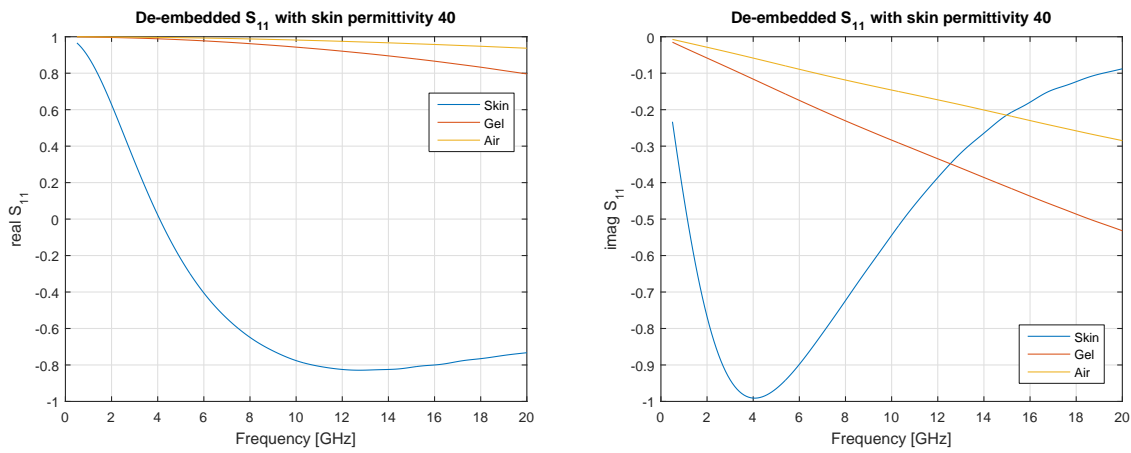 De-embedded S11 with skin permittivity 40
1
0.8
0.6
0.4
0.2
0
-0.2
-0.4
-0.6
-0.8
-1
real S11
Skin
Gel
Air
0 2 4 6 8 10 12 14 16 18 20
Frequency [GHz]
De-embedded S11 with skin permittivity 40
0
-0.1
-0.2
-0.3
-0.4
-0.5
-0.6
-0.7
-0.8
-0.9
-1
imag S11
Skin
Gel
Air
0 2 4 6 8 10 12 14 16 18 20
Frequency [GHz]